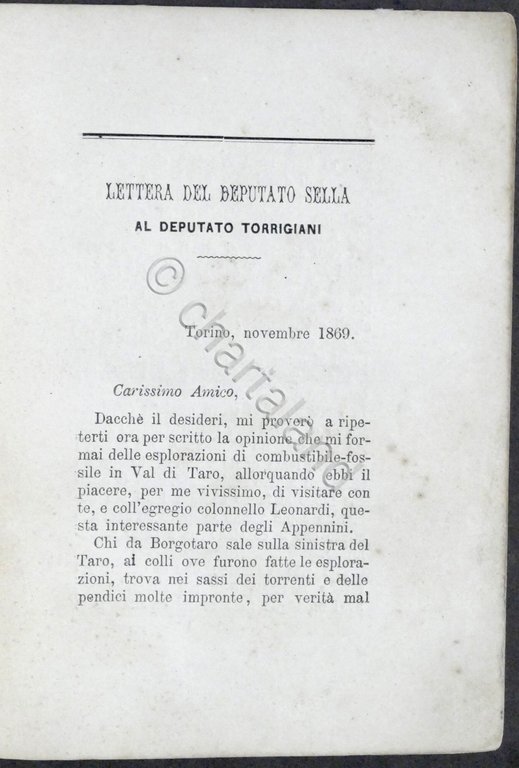 LETTERA DEL DEPUTATO SELLA
AL DEPUTATO TORRIGIANI
Torino, novembre 1869.
Carissimo Amico,
Dacchè il desideri, mi proverò a ripe-
terti ora per scritto la opinione che mi for-
mai delle esplorazioni di combustibile-fos-
sile in Val di Taro, allorquando ebbi il
piacere, per me vivissimo, di visitare con
te, e coll'egregio colonnello Leonardi, que-
sta interessante parte degli Appennini.
Chi da Borgotaro sale sulla sinistra del
Taro, ai colli ove furono fatte le esplora-
zioni, trova nei sassi dei torrenti e delle
pendici molte impronte, per verità mal
© chartaland